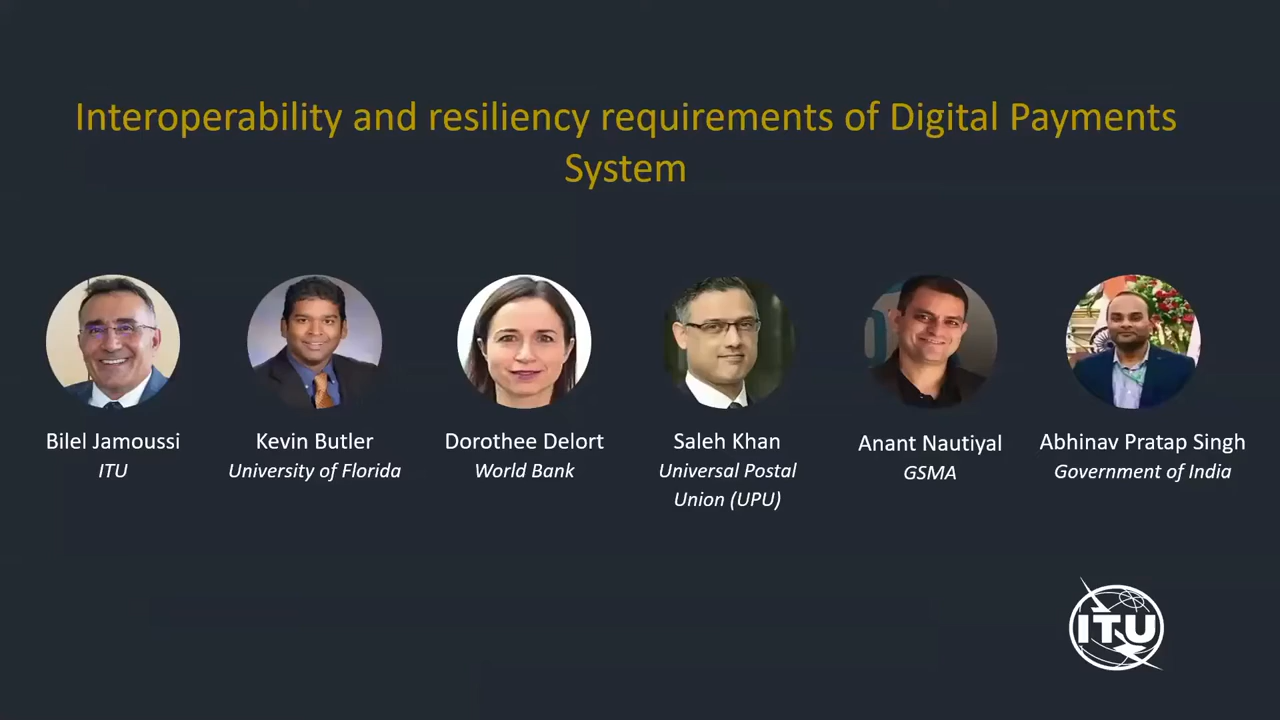 Interoperability and resiliency requirements of Digital Payments
System
Bilel Jamoussi
ITU
Kevin Butler
University of Florida
Dorothee Delort
World Bank
Saleh Khan
Universal Postal
Union (UPU)
Anant Nautiyal
GSMA
Abhinav Pratap Singh
Government of India
ITU